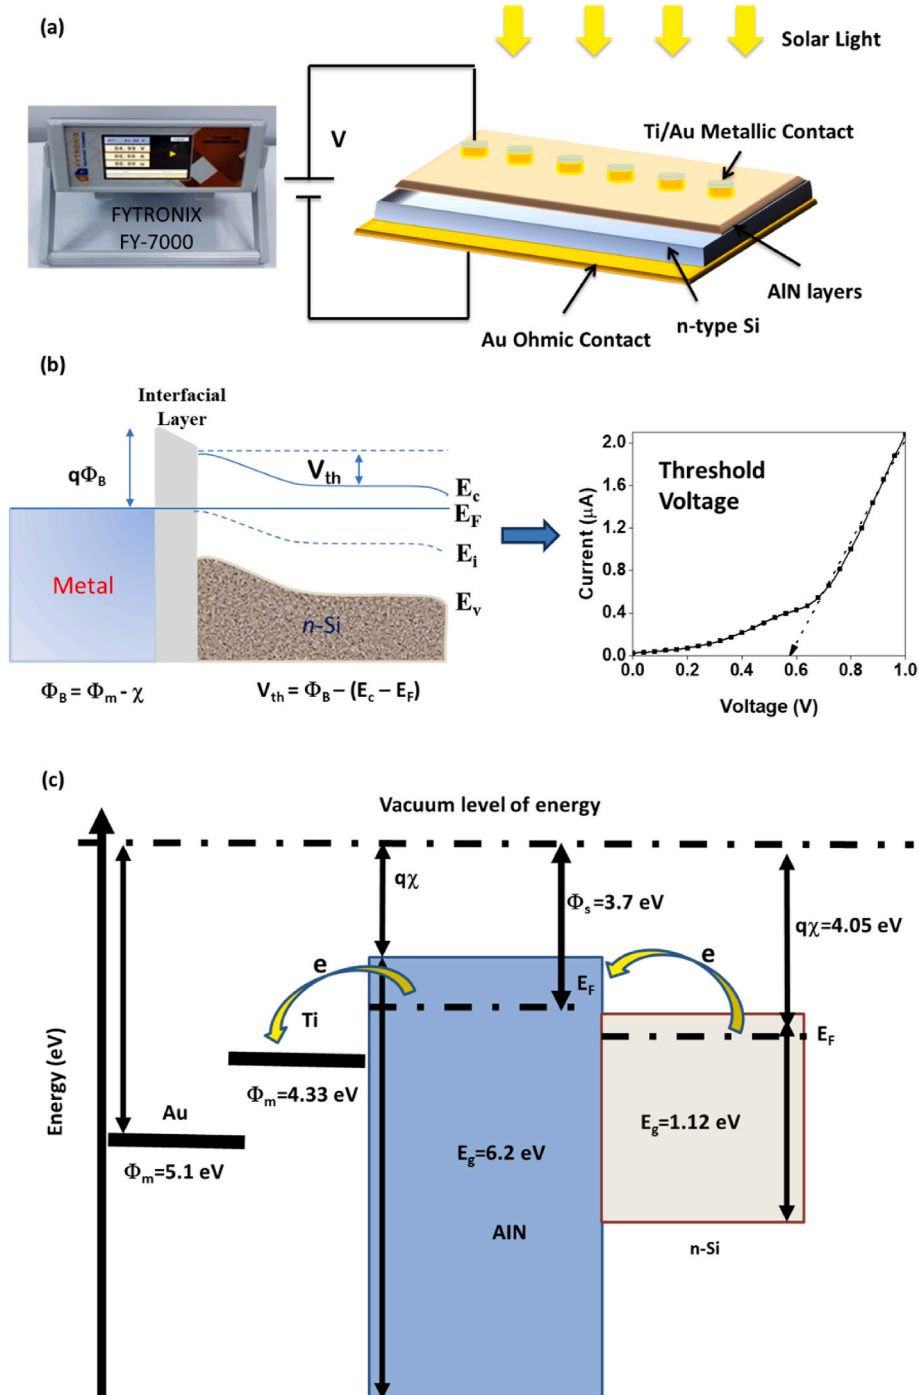 (a)
Solar Light
V
Ti/Au Metallic Contact
FYTRONIX
FYTRONIX
FY-7000
AlN layers
n-type Si
Au Ohmic Contact
(b)
Interfacial
Layer
qΦB
Vth
Ec
EF
Ei
Ev
Metal
n-Si
ΦB = Φm - χ
Vth = ΦB – (Ec – EF)
Threshold
Voltage
Current (μA)
2.0
1.6
1.2
0.8
0.4
0.0
0.0 0.2 0.4 0.6 0.8 1.0
Voltage (V)
(c)
Vacuum level of energy
qχ
Φs=3.7 eV
qχ=4.05 eV
e
e
EF
Ti
EF
Φm=4.33 eV
Au
Φm=5.1 eV
Eg=6.2 eV
Eg=1.12 eV
AlN
n-Si
Energy (eV)